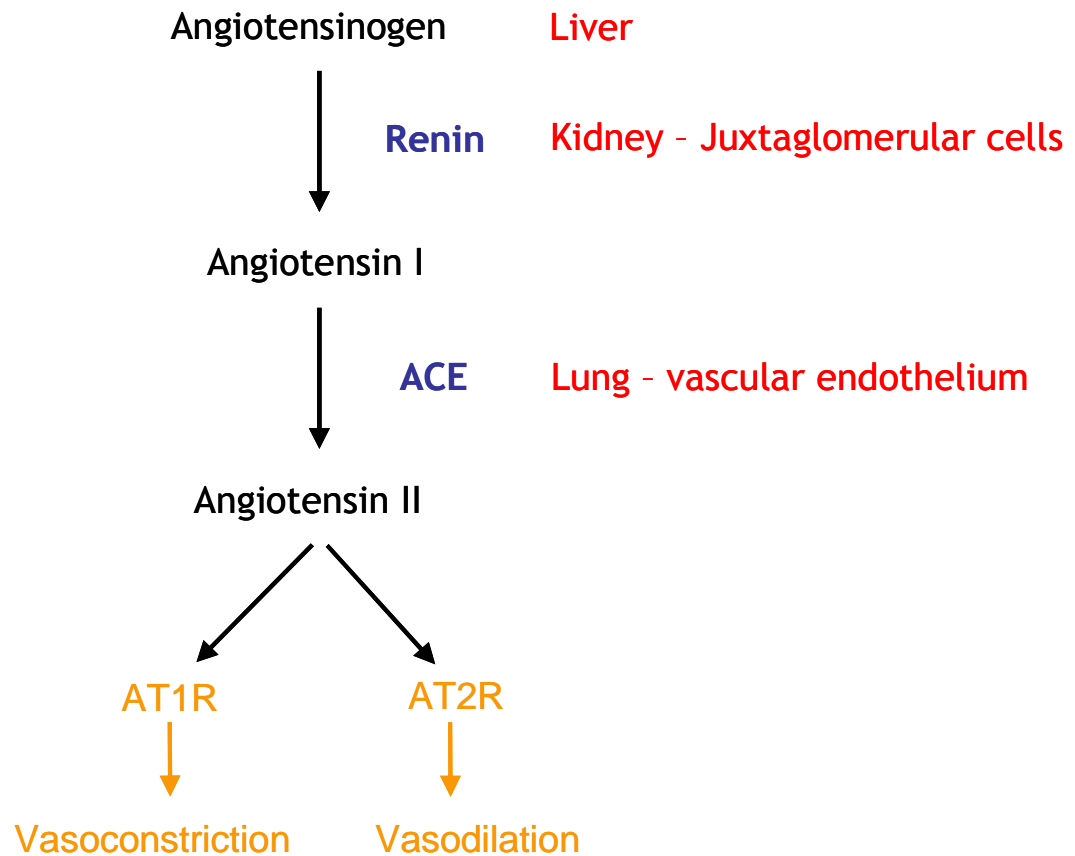 Angiotensinogen Liver
Renin Kidney – Juxtaglomerular cells
Angiotensin I
ACE Lung – vascular endothelium
Angiotensin II
AT1R AT2R
Vasoconstriction Vasodilation